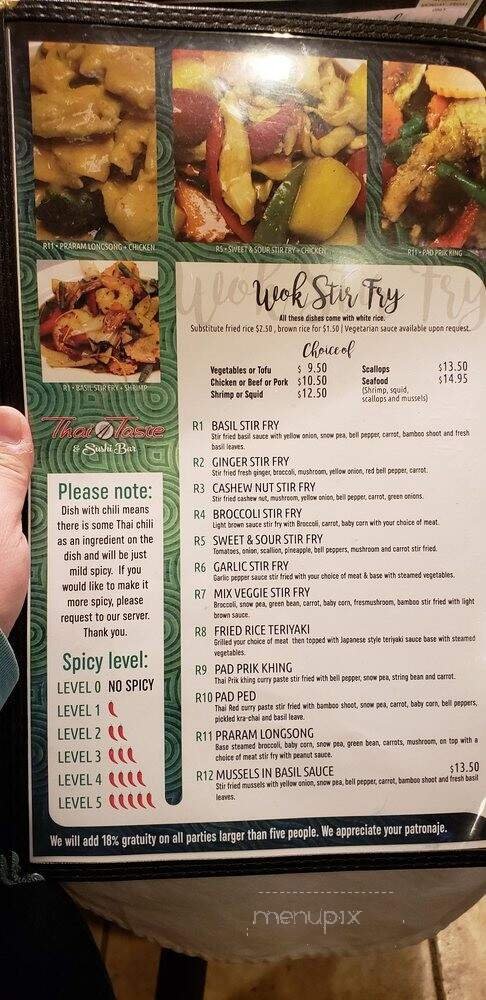 MONDAY - FRIDAY
ONLY
R11 • PRARAM LONGSONG • CHICKEN
R5 • SWEET & SOUR STIR FRY • CHICKEN
R11 • PAD PRIK KING
R1 • BASIL STIR FRY • SHRIMP
Wok Stir Fry
Wok Stir Fry
All these dishes come with white rice.
Substitute fried rice $2.50 , brown rice for $1.50 | Vegetarian sauce available upon request.
Choice of
Vegetables or Tofu $ 9.50
Chicken or Beef or Pork $10.50
Shrimp or Squid $12.50
Scallops $13.50
Seafood $14.95
(Shrimp, squid,
scallops and mussels)
Thai Taste
& Sushi Bar
Please note:
Dish with chili means
there is some Thai chili
as an ingredient on the
dish and will be just
mild spicy. If you
would like to make it
more spicy, please
request to our server.
Thank you.
Spicy level:
LEVEL 0 NO SPICY
LEVEL 1
LEVEL 2
LEVEL 3
LEVEL 4
LEVEL 5
R1 BASIL STIR FRY
Stir fried basil sauce with yellow onion, snow pea, bell pepper, carrot, bamboo shoot and fresh
basil leaves.
R2 GINGER STIR FRY
Stir fried fresh ginger, broccoli, mushroom, yellow onion, red bell pepper, carrot.
R3 CASHEW NUT STIR FRY
Stir fried cashew nut, mushroom, yellow onion, bell pepper, carrot, green onions.
R4 BROCCOLI STIR FRY
Light brown sauce stir fry with Broccoli, carrot, baby corn with your choice of meat.
R5 SWEET & SOUR STIR FRY
Tomatoes, onion, scallion, pineapple, bell peppers, mushroom and carrot stir fried.
R6 GARLIC STIR FRY
Garlic pepper sauce stir fried with your choice of meat & base with steamed vegetables.
R7 MIX VEGGIE STIR FRY
Broccoli, snow pea, green bean, carrot, baby corn, fresmushroom, bamboo stir fried with light
brown sauce.
R8 FRIED RICE TERIYAKI
Grilled your choice of meat then topped with Japanese style teriyaki sauce base with steamed
vegetables.
R9 PAD PRIK KHING
Thai Prik khing curry paste stir fried with bell pepper, snow pea, string bean and carrot.
R10 PAD PED
Thai Red curry paste stir fried with bamboo shoot, snow pea, carrot, baby corn, bell peppers,
pickled kra-chai and basil leave.
R11 PRARAM LONGSONG
Base steamed broccoli, baby corn, snow pea, green bean, carrots, mushroom, on top with a
choice of meat stir fry with peanut sauce.
R12 MUSSELS IN BASIL SAUCE $13.50
Stir fried mussels with yellow onion, snow pea, bell pepper, carrot, bamboo shoot and fresh basil
leaves.
We will add 18% gratuity on all parties larger than five people. We appreciate your patronaje.
menupix